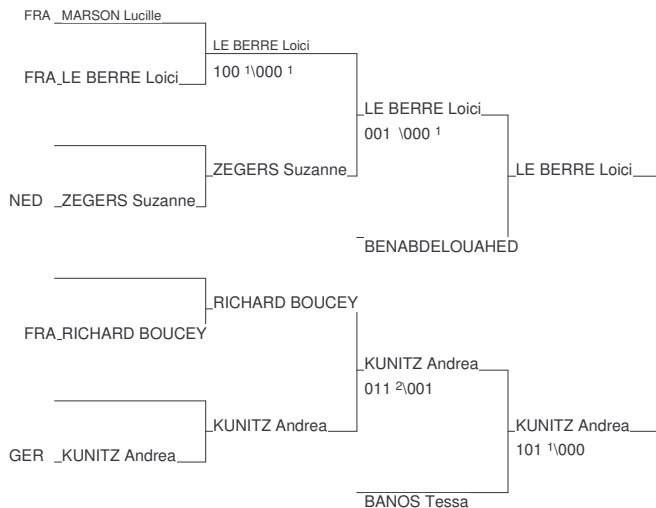 FRA MARSON Lucille
LE BERRE Loici
100 1\000 1
FRA LE BERRE Loici
LE BERRE Loici
001 \000 1
ZEGERS Suzanne
LE BERRE Loici
NED ZEGERS Suzanne
BENABDELOUAHED
RICHARD BOUCEY
FRA RICHARD BOUCEY
KUNITZ Andrea
011 2\001
KUNITZ Andrea
KUNITZ Andrea
101 1\000
GER KUNITZ Andrea
BANOS Tessa